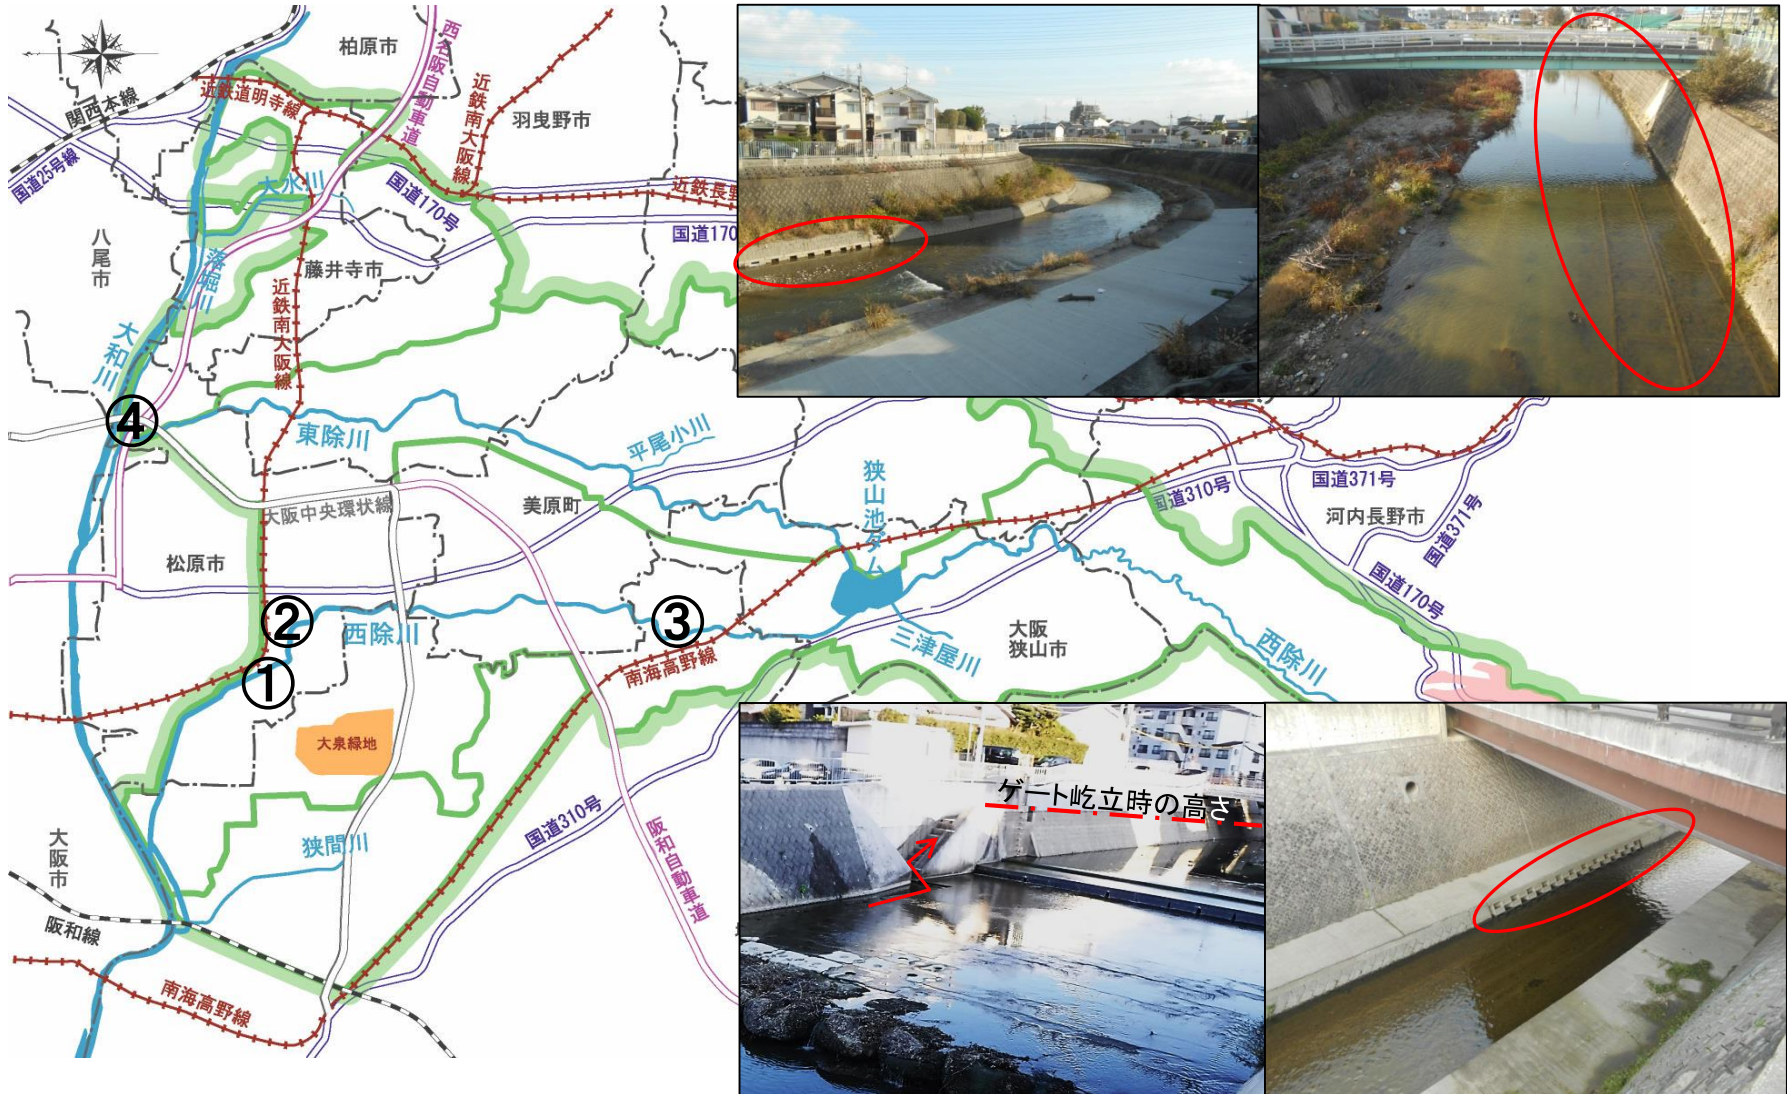 柏原市
西名阪自動車道
関西本線
近鉄道明寺線
近鉄南大阪線
羽曳野市
国道25号線
大水川
国道170号
近鉄長野
国道170
八尾市
落堀川
藤井寺市
近鉄南大阪線
大和川
④
東除川
平尾小川
狭山池ダム
国道371号
国道310号
河内長野市
国道371号
美原町
大阪中央環状線
松原市
国道170号
②
西除川
③
三津屋川
大阪
狭山市
西除川
①
南海高野線
大泉緑地
ゲート屹立時の高さ
国道310号
阪和自動車道
狭間川
大阪市
阪和線
南海高野線